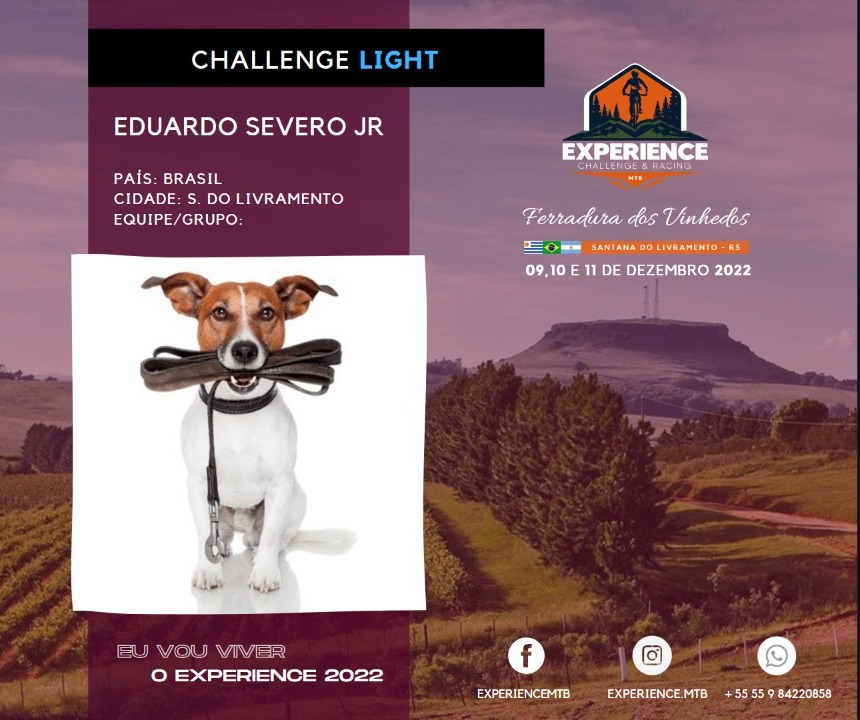 CHALLENGE LIGHT
EDUARDO SEVERO JR
PAÍS: BRASIL
CIDADE: S. DO LIVRAMENTO
EQUIPE/GRUPO:
EXPERIENCE
CHALLENGE & RACING
MTB
Ferradura dos Vinhedos
SANTANA DO LIVRAMENTO - RS
09,10 E 11 DE DEZEMBRO 2022
EU VOU VIVER
O EXPERIENCE 2022
EXPERIENCEMTB
EXPERIENCE.MTB
+ 55 55 9 84220858